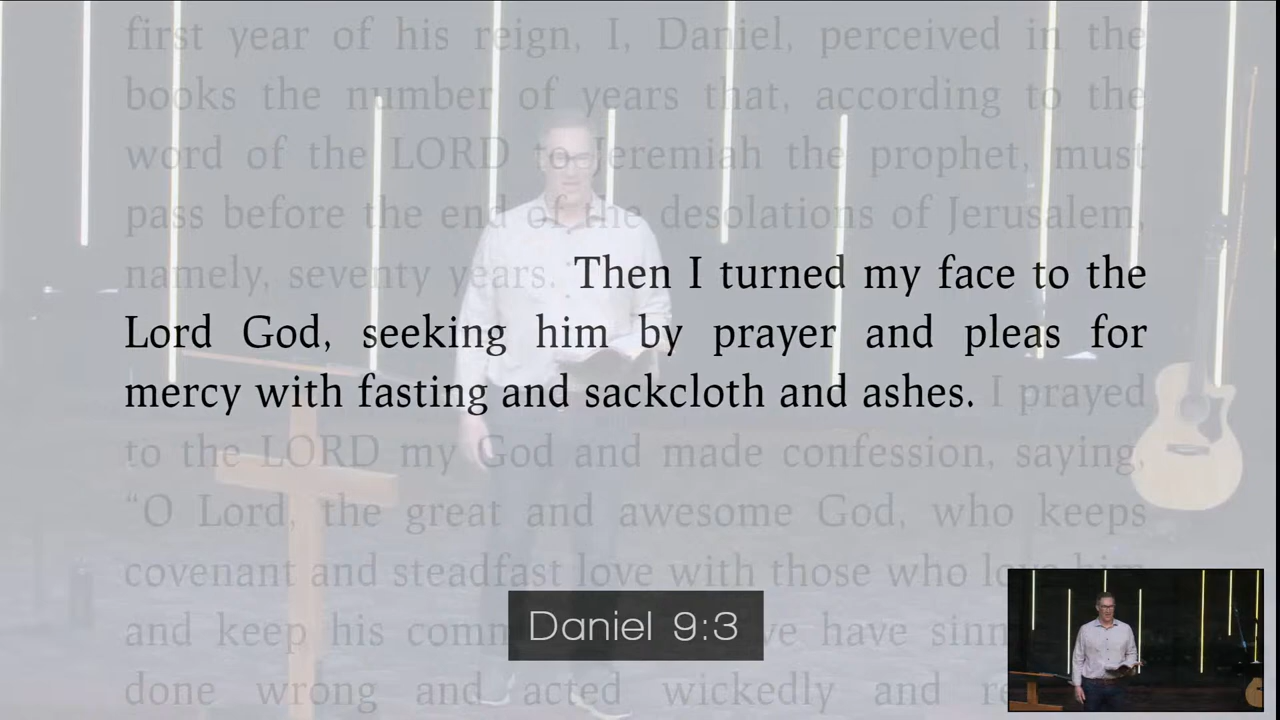 first year of his reign, I, Daniel, perceived in the
books the number of years that, according to the
word of the LORD to Jeremiah the prophet, must
pass before the end of the desolations of Jerusalem,
namely, seventy years. Then I turned my face to the
Lord God, seeking him by prayer and pleas for
mercy with fasting and sackcloth and ashes. I prayed
to the LORD my God and made confession, saying,
“O Lord, the great and awesome God, who keeps
covenant and steadfast love with those who love him
and keep his comm ve have sinn
done wrong and acted wickedly and re
Daniel 9:3